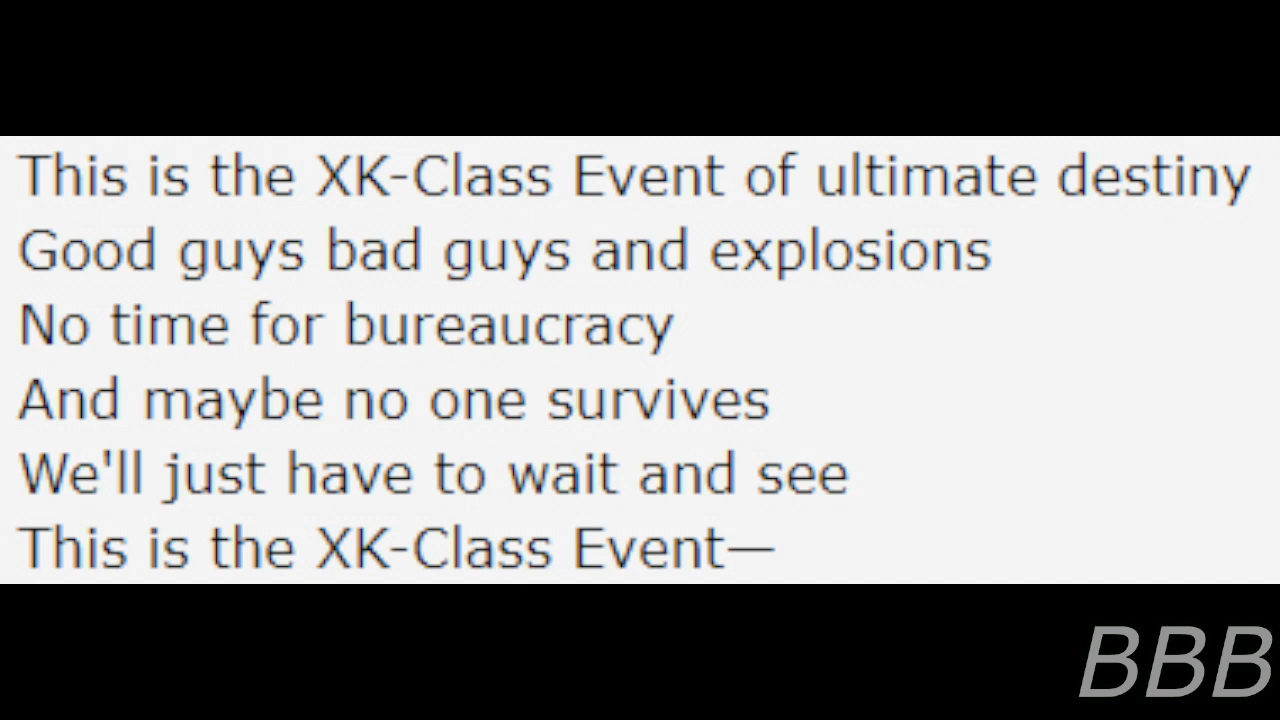 This is the XK-Class Event of ultimate destiny
Good guys bad guys and explosions
No time for bureaucracy
And maybe no one survives
We'll just have to wait and see
This is the XK-Class Event—
BBB